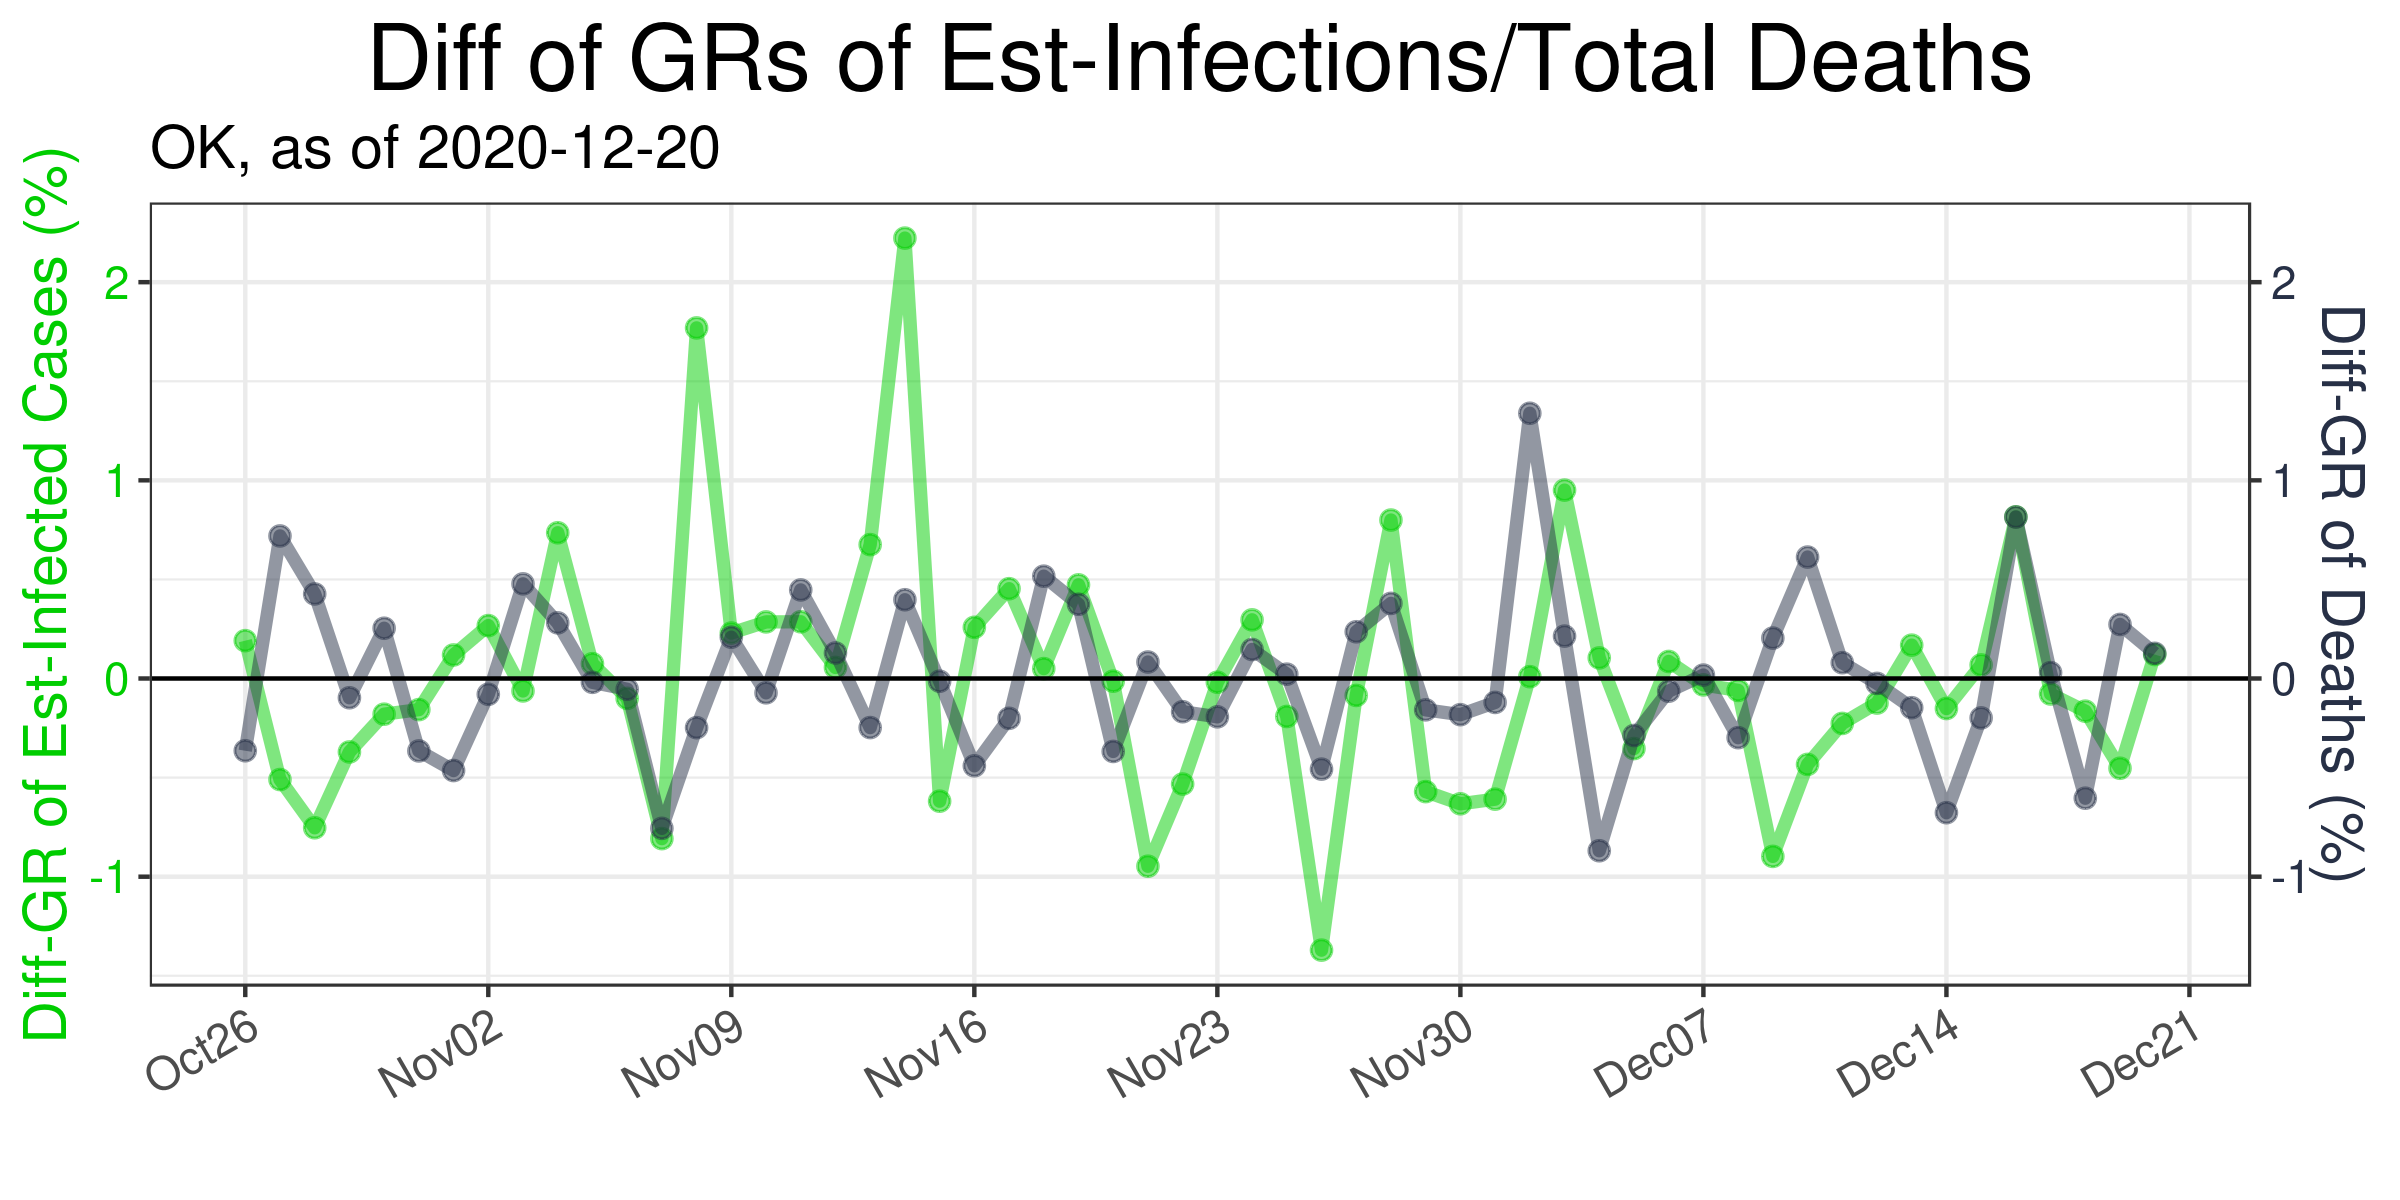 Diff of GRs of Est-Infections/Total Deaths
OK, as of 2020-12-20
Diff-GR of Est-Infected Cases (%)
2
1
0
-1
2
1
0
-1
Diff-GR of Deaths (%)
Oct26
Nov02
Nov09
Nov16
Nov23
Nov30
Dec07
Dec14
Dec21